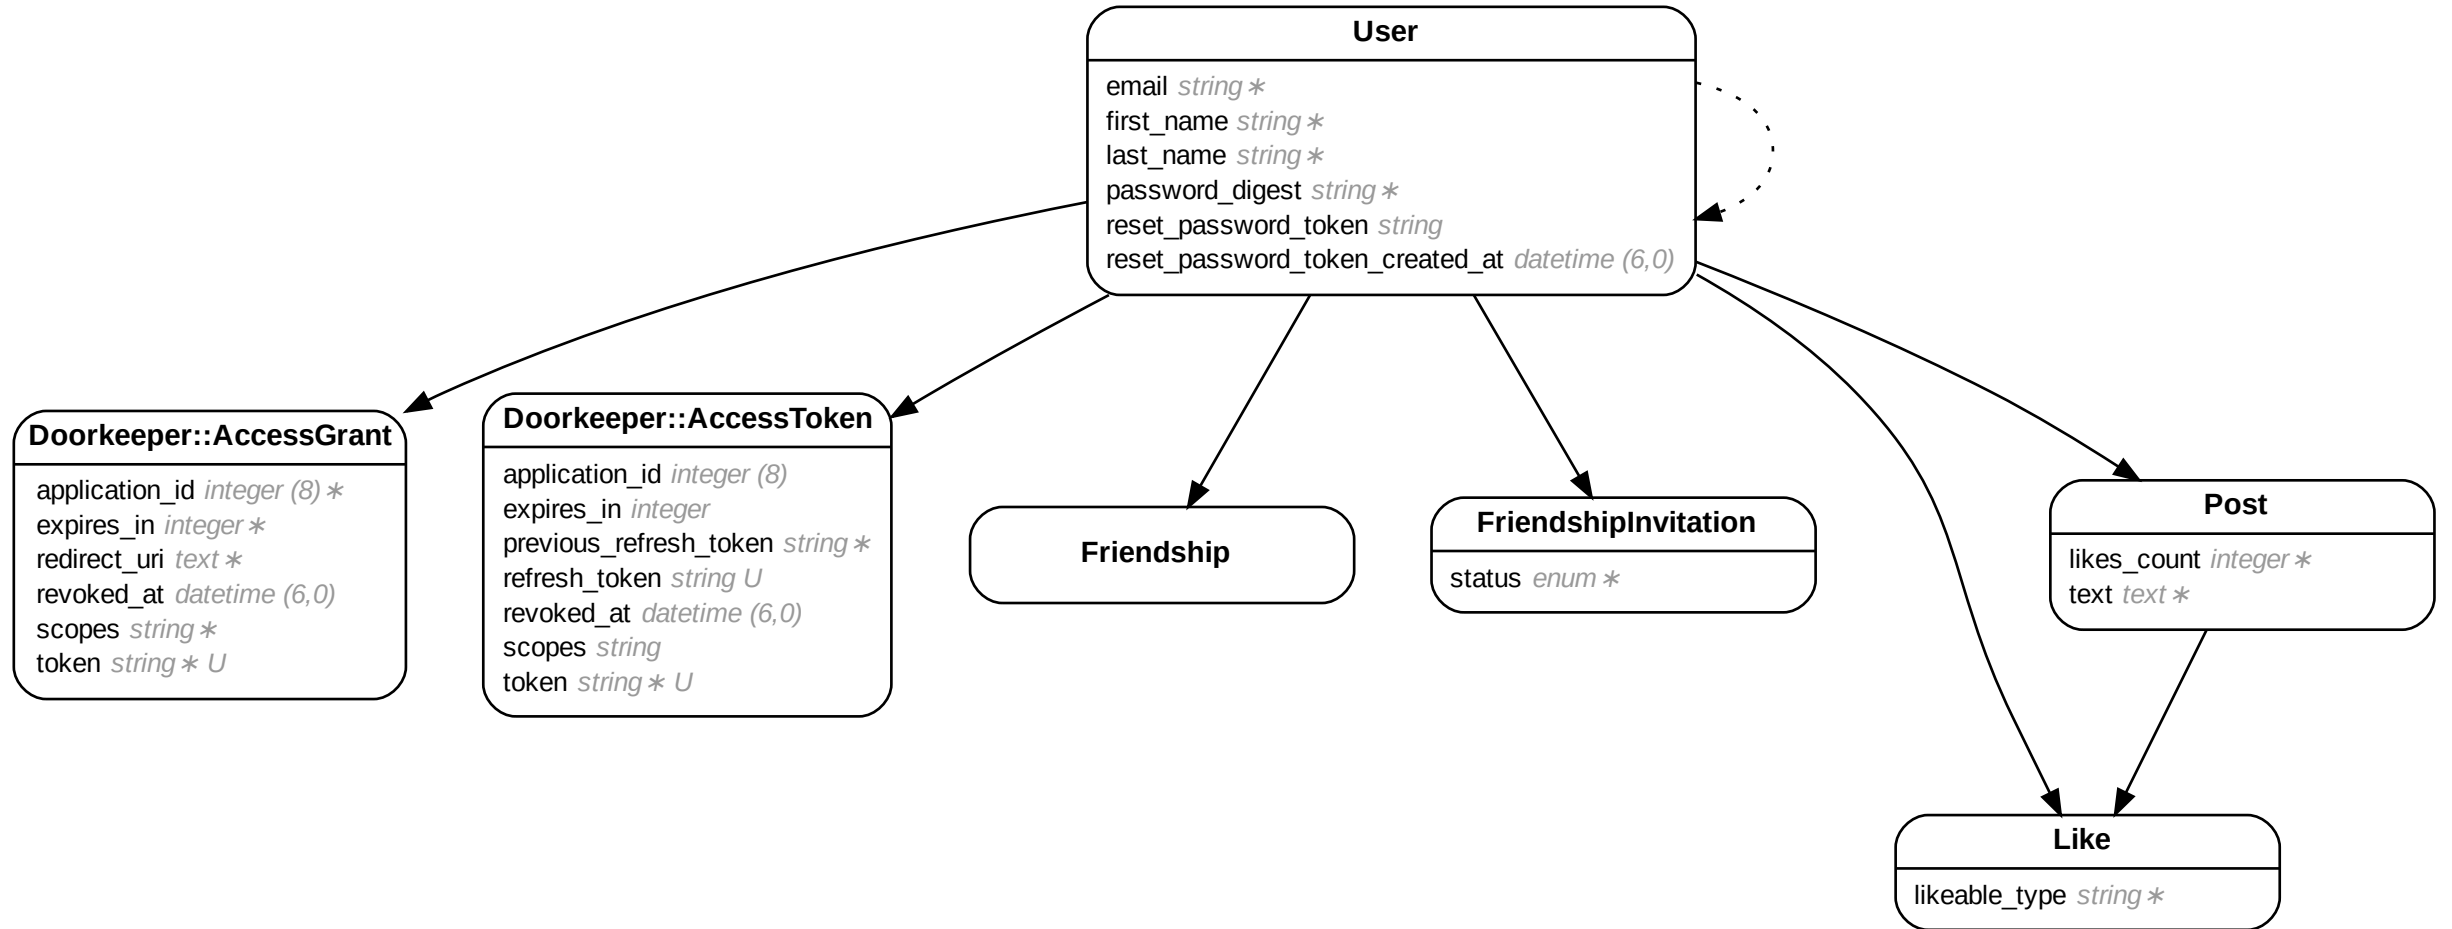 User
email string∗
first_name string∗
last_name string∗
password_digest string∗
reset_password_token string
reset_password_token_created_at datetime (6,0)
Doorkeeper::AccessGrant
application_id integer (8)∗
expires_in integer∗
redirect_uri text∗
revoked_at datetime (6,0)
scopes string∗
token string∗ U
Doorkeeper::AccessToken
application_id integer (8)
expires_in integer
previous_refresh_token string∗
refresh_token string U
revoked_at datetime (6,0)
scopes string
token string∗ U
Friendship
FriendshipInvitation
status enum∗
Post
likes_count integer∗
text text∗
Like
likeable_type string∗